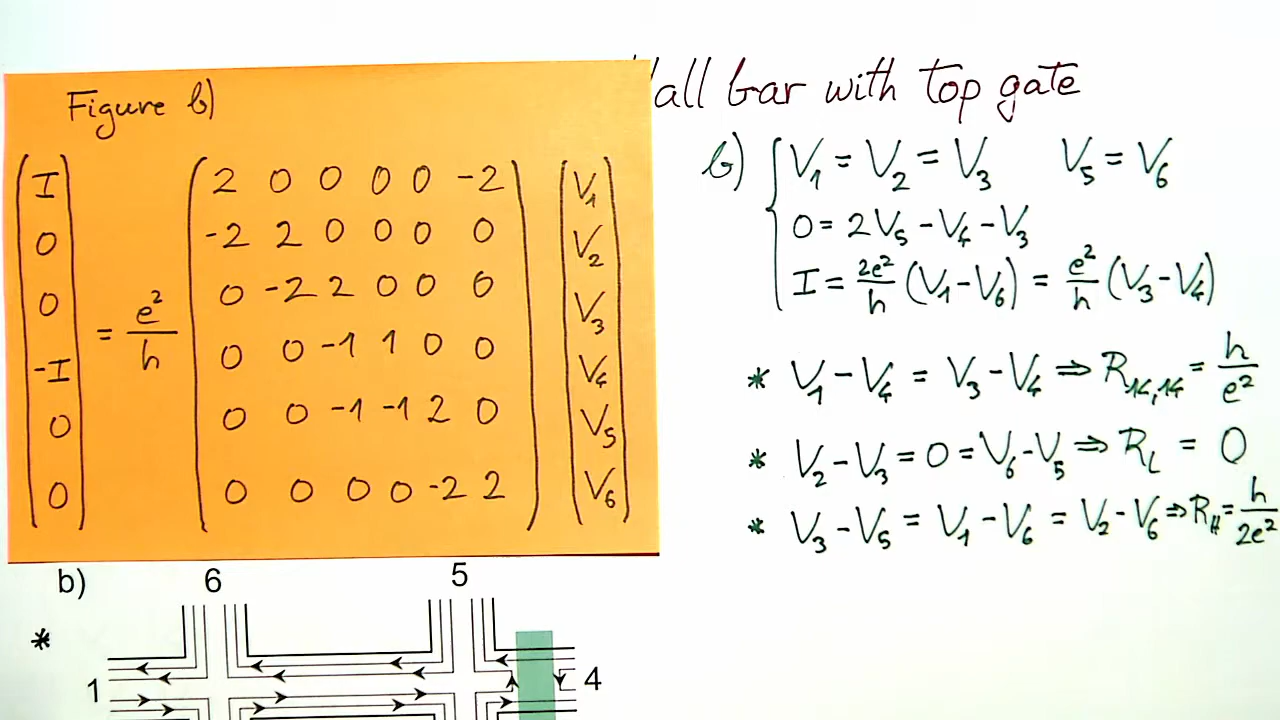 all bar with top gate
Figure b)
I
0
0
-I
0
0
= e²/h
2 0 0 0 0 -2
-2 2 0 0 0 0
0 -2 2 0 0 0
0 0 -1 1 0 0
0 0 -1 -1 2 0
0 0 0 0 -2 2
V₁
V₂
V₃
V₄
V₅
V₆
b) { V₁ = V₂ = V₃ V₅ = V₆
0 = 2V₅ - V₄ - V₃
I = 2e²/h (V₁ - V₆) = e²/h (V₃ - V₄)
* V₁ - V₄ = V₃ - V₄ ⇒ R₁₄,₁₄ = h/e²
* V₂ - V₃ = 0 = V₆ - V₅ ⇒ R_L = 0
* V₃ - V₅ = V₁ - V₆ = V₂ - V₆ ⇒ R_H = h/2e²
b) 6 5
*
1 4